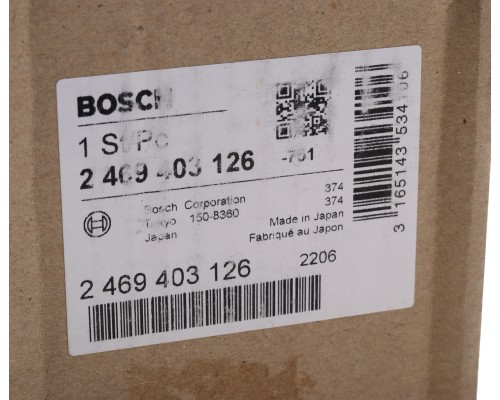 BOSCH
1 St/Pc
2 469 403 126 -751
374
374
Bosch Corporation
Tokyo 150-8360
Japan
Made in Japan
Fabriqué au Japon
2 469 403 126 2206
3 165143 534106